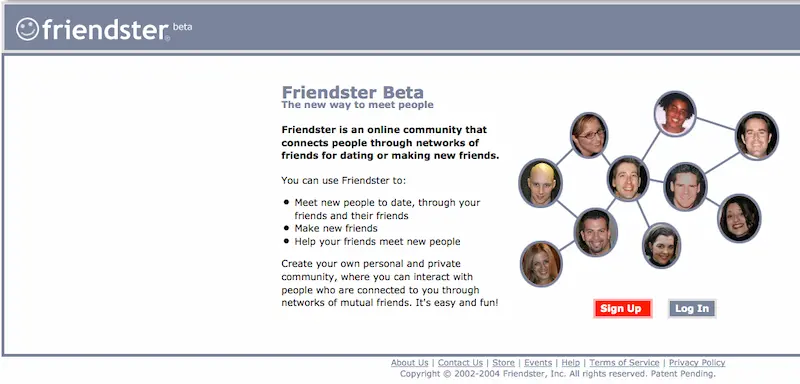 friendster® beta
Friendster Beta
The new way to meet people
Friendster is an online community that
connects people through networks of
friends for dating or making new friends.
You can use Friendster to:
• Meet new people to date, through your
friends and their friends
• Make new friends
• Help your friends meet new people
Create your own personal and private
community, where you can interact with
people who are connected to you through
networks of mutual friends. It's easy and fun!
Sign Up
Log In
About Us | Contact Us | Store | Events | Help | Terms of Service | Privacy Policy
Copyright © 2002-2004 Friendster, Inc. All rights reserved. Patent Pending.